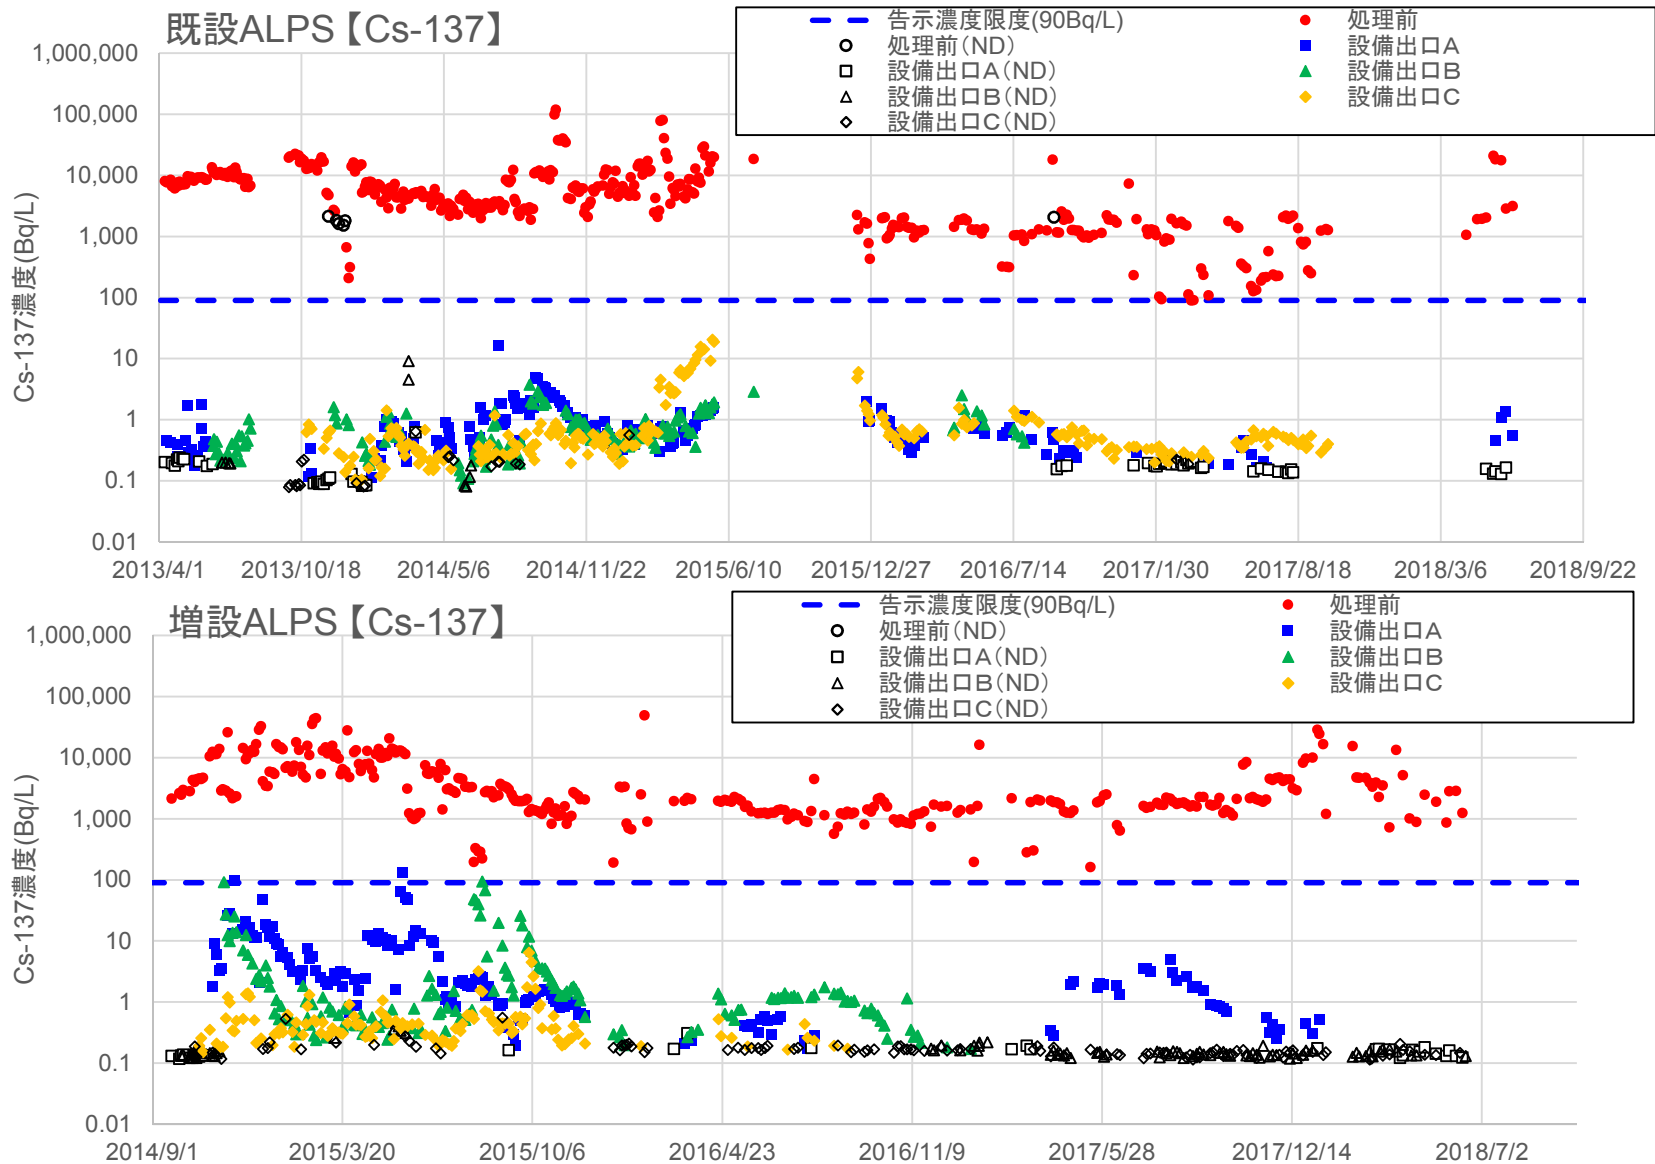 既設ALPS【Cs-137】
告示濃度限度(90Bq/L)
処理前
処理前(ND)
設備出口A
設備出口A(ND)
設備出口B
設備出口B(ND)
設備出口C
設備出口C(ND)
Cs-137濃度(Bq/L)
1,000,000
100,000
10,000
1,000
100
10
1
0.1
0.01
2013/4/1
2013/10/18
2014/5/6
2014/11/22
2015/6/10
2015/12/27
2016/7/14
2017/1/30
2017/8/18
2018/3/6
2018/9/22
増設ALPS【Cs-137】
告示濃度限度(90Bq/L)
処理前
処理前(ND)
設備出口A
設備出口A(ND)
設備出口B
設備出口B(ND)
設備出口C
設備出口C(ND)
Cs-137濃度(Bq/L)
1,000,000
100,000
10,000
1,000
100
10
1
0.1
0.01
2014/9/1
2015/3/20
2015/10/6
2016/4/23
2016/11/9
2017/5/28
2017/12/14
2018/7/2